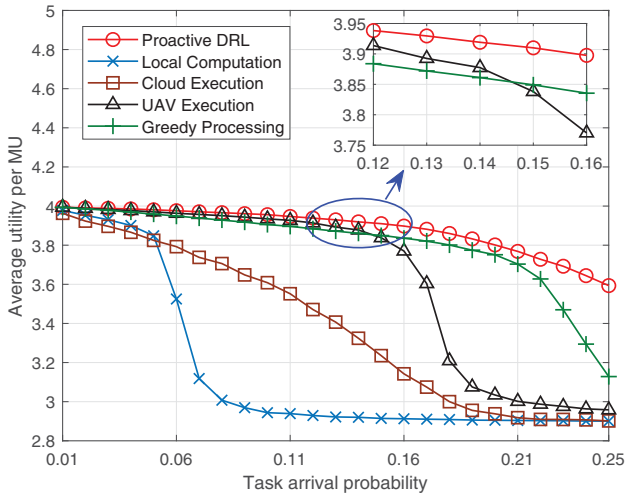 5
4.8
4.6
4.4
4.2
4
3.8
3.6
3.4
3.2
3
2.8
Average utility per MU
Proactive DRL
Local Computation
Cloud Execution
UAV Execution
Greedy Processing
3.95
3.9
3.85
3.8
3.75
0.12 0.13 0.14 0.15 0.16
0.01 0.06 0.11 0.16 0.21 0.25
Task arrival probability